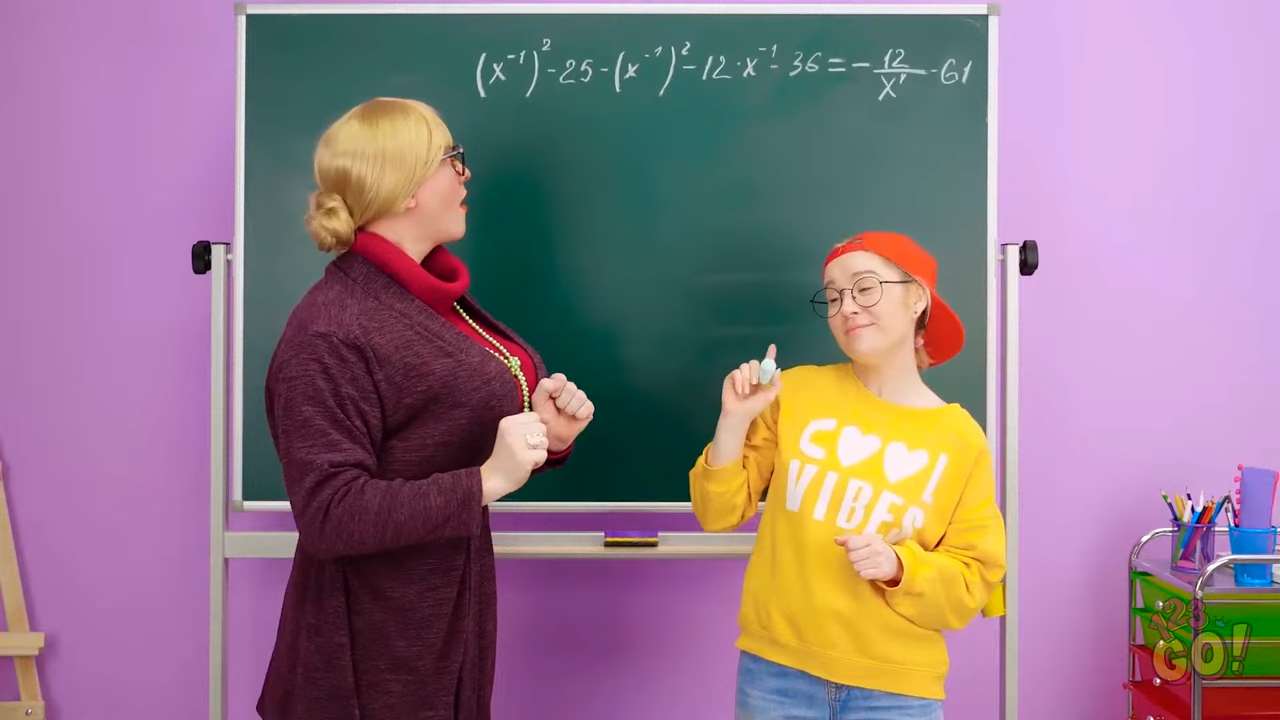 (x⁻¹)² - 25 - (x⁻¹)² - 12 · x⁻¹ - 36 = - 12/x¹ - 61
COOL
VIBES
123
GO!